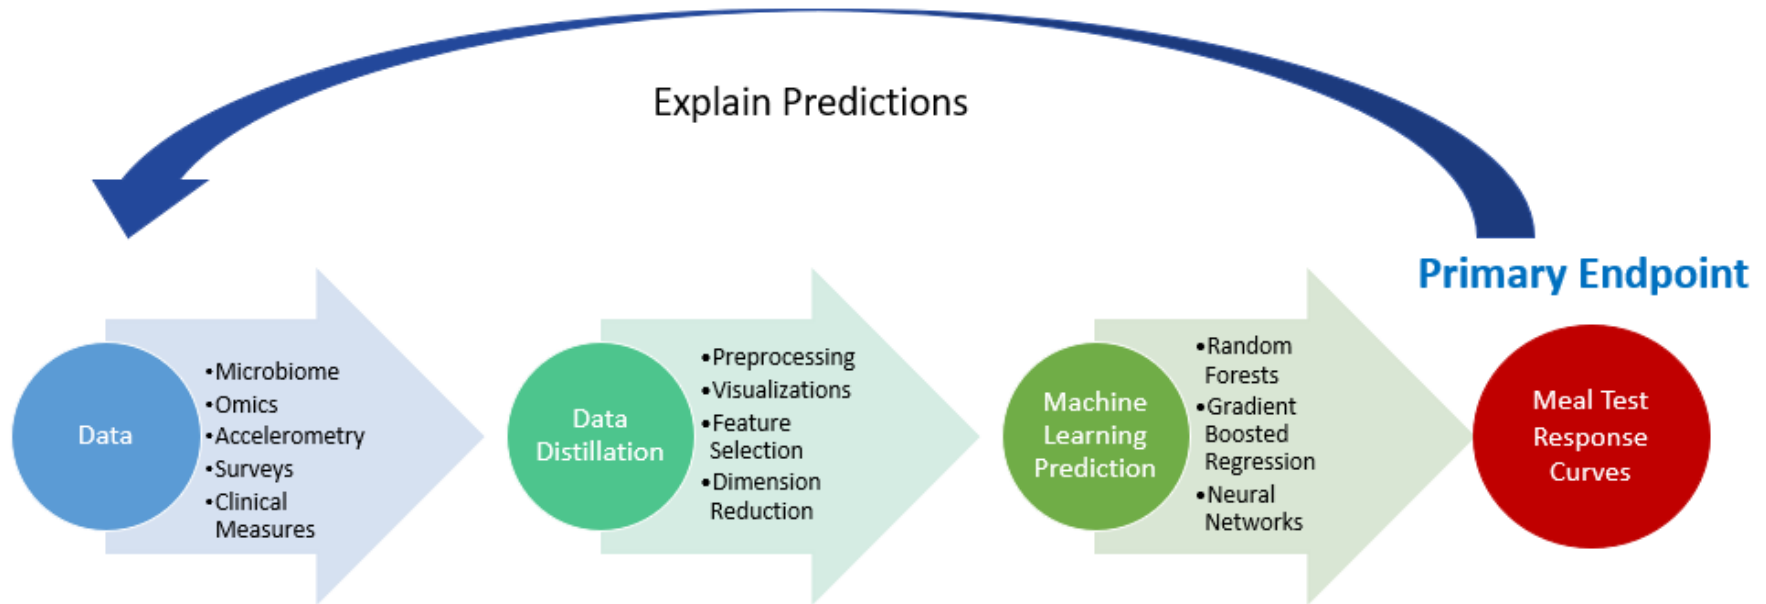 Explain Predictions
Primary Endpoint
Data
•Microbiome
•Omics
•Accelerometry
•Surveys
•Clinical
Measures
Data
Distillation
•Preprocessing
•Visualizations
•Feature
Selection
•Dimension
Reduction
Machine
Learning
Prediction
•Random
Forests
•Gradient
Boosted
Regression
•Neural
Networks
Meal Test
Response
Curves